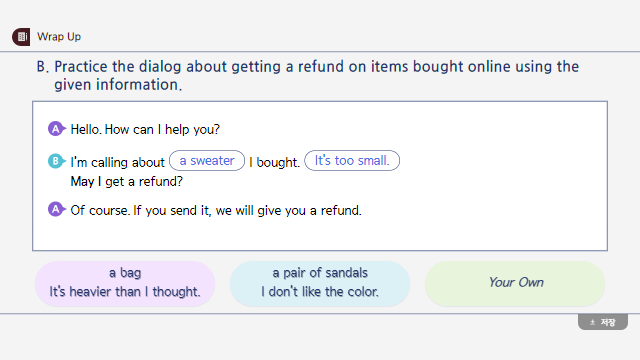 Wrap Up
B. Practice the dialog about getting a refund on items bought online using the
given information.
A Hello. How can I help you?
B I'm calling about a sweater I bought. It's too small.
May I get a refund?
A Of course. If you send it, we will give you a refund.
a bag
It's heavier than I thought.
a pair of sandals
I don't like the color.
Your Own
저장